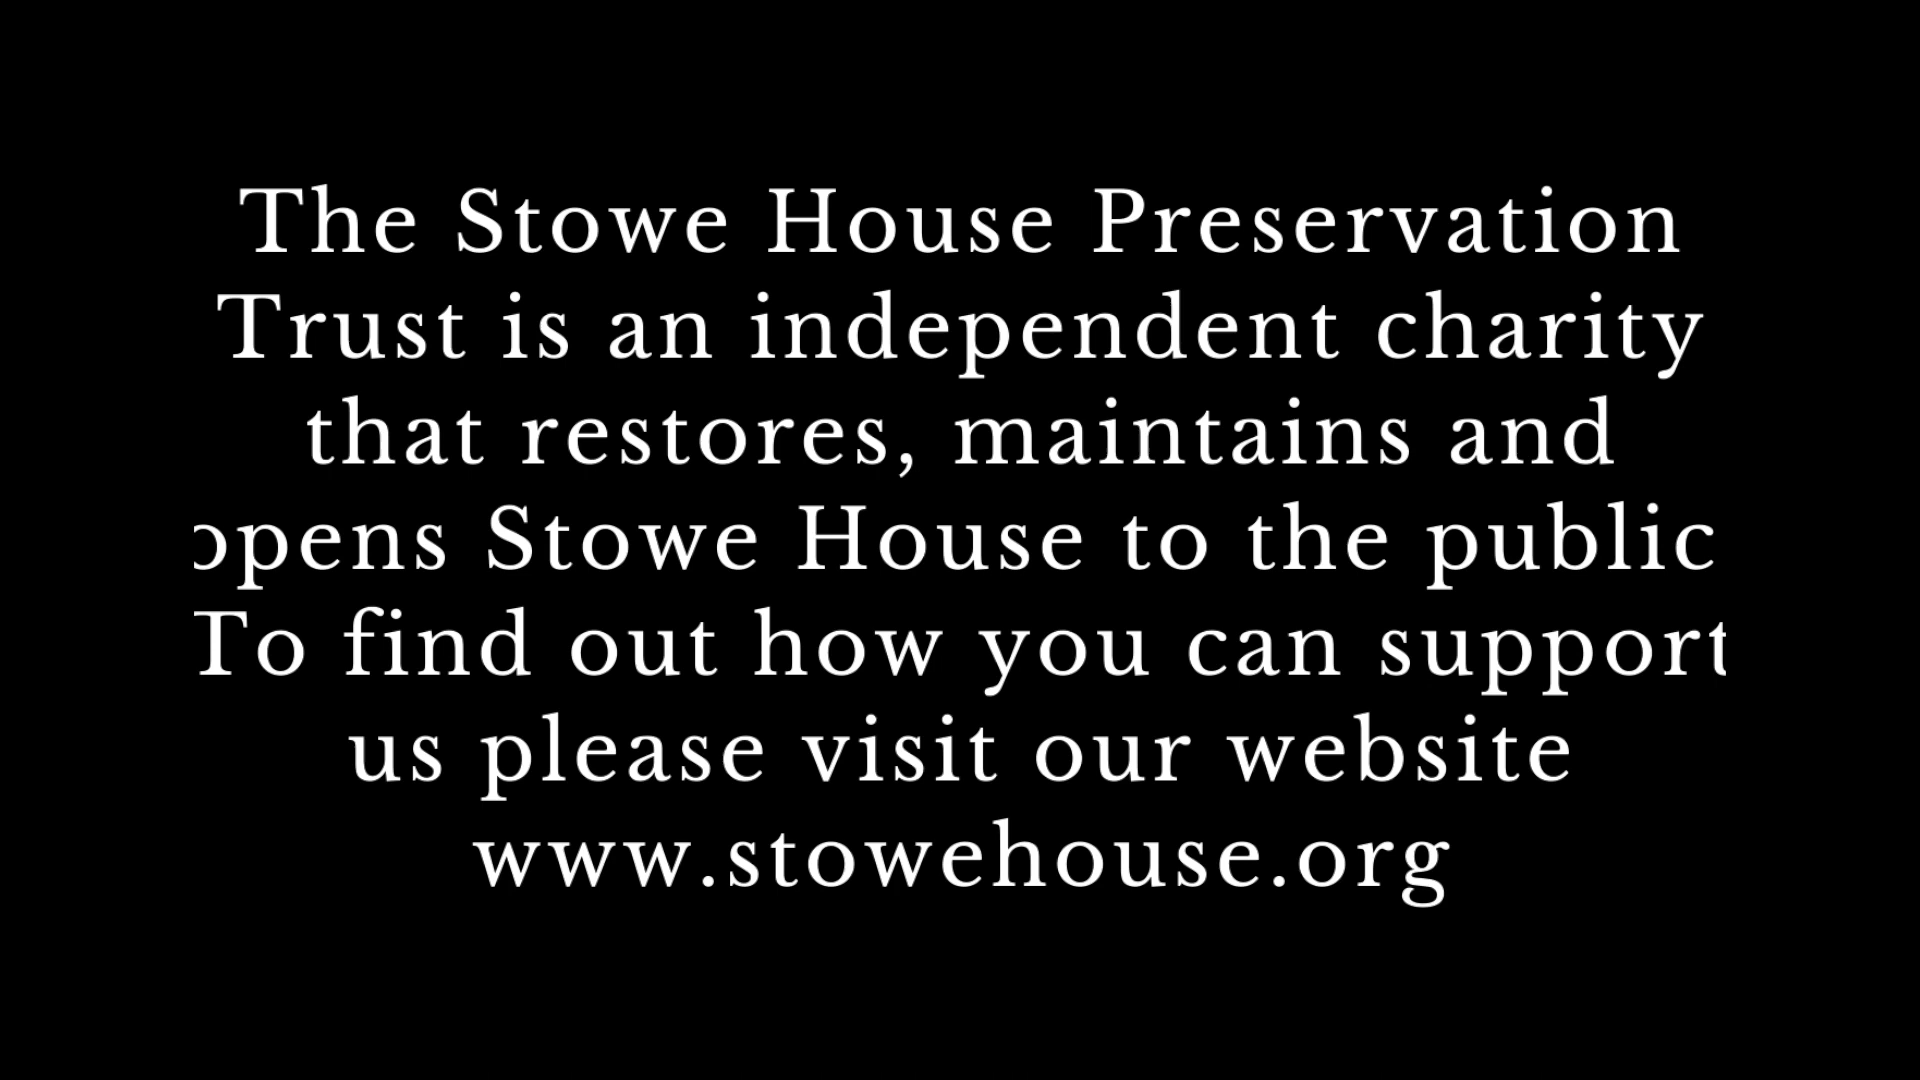 The Stowe House Preservation
Trust is an independent charity
that restores, maintains and
opens Stowe House to the public
To find out how you can support
us please visit our website
www.stowehouse.org